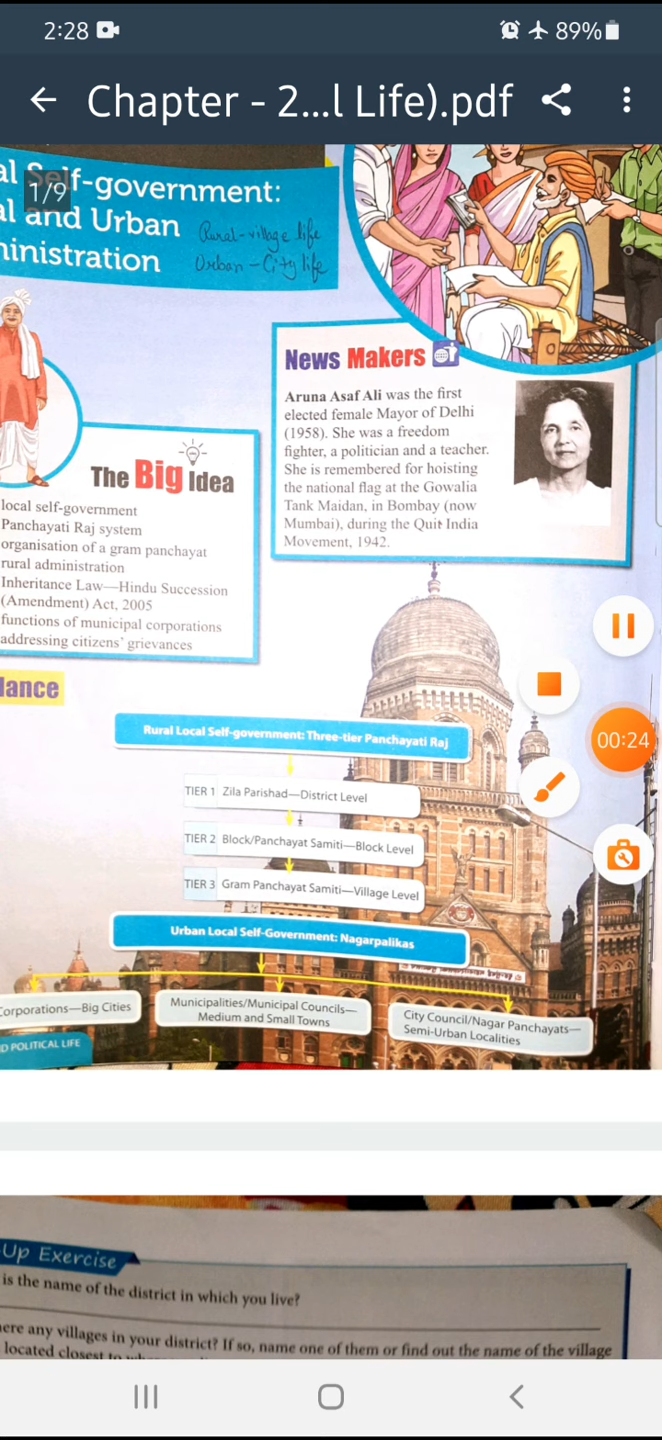 2:28
89%
Chapter - 2...l Life).pdf
1/9
al Self-government:
al and Urban
ministration
Rural-village life
Urban - City life
News Makers
Aruna Asaf Ali was the first
elected female Mayor of Delhi
(1958). She was a freedom
fighter, a politician and a teacher.
She is remembered for hoisting
the national flag at the Gowalia
Tank Maidan, in Bombay (now
Mumbai), during the Quit India
Movement, 1942.
The Big Idea
local self-government
Panchayati Raj system
organisation of a gram panchayat
rural administration
Inheritance Law—Hindu Succession
(Amendment) Act, 2005
functions of municipal corporations
addressing citizens' grievances
lance
00:24
Rural Local Self-government: Three-tier Panchayati Raj
TIER 1 Zila Parishad—District Level
TIER 2 Block/Panchayat Samiti—Block Level
TIER 3 Gram Panchayat Samiti—Village Level
Urban Local Self-Government: Nagarpalikas
Corporations—Big Cities
Municipalities/Municipal Councils—
Medium and Small Towns
City Council/Nagar Panchayats—
Semi-Urban Localities
D POLITICAL LIFE
-Up Exercise
is the name of the district in which you live?
here any villages in your district? If so, name one of them or find out the name of the village
located closest to